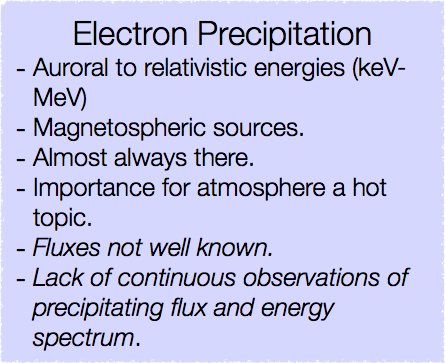 Electron Precipitation
- Auroral to relativistic energies (keV-
MeV)
- Magnetospheric sources.
- Almost always there.
- Importance for atmosphere a hot
topic.
- Fluxes not well known.
- Lack of continuous observations of
precipitating flux and energy
spectrum.